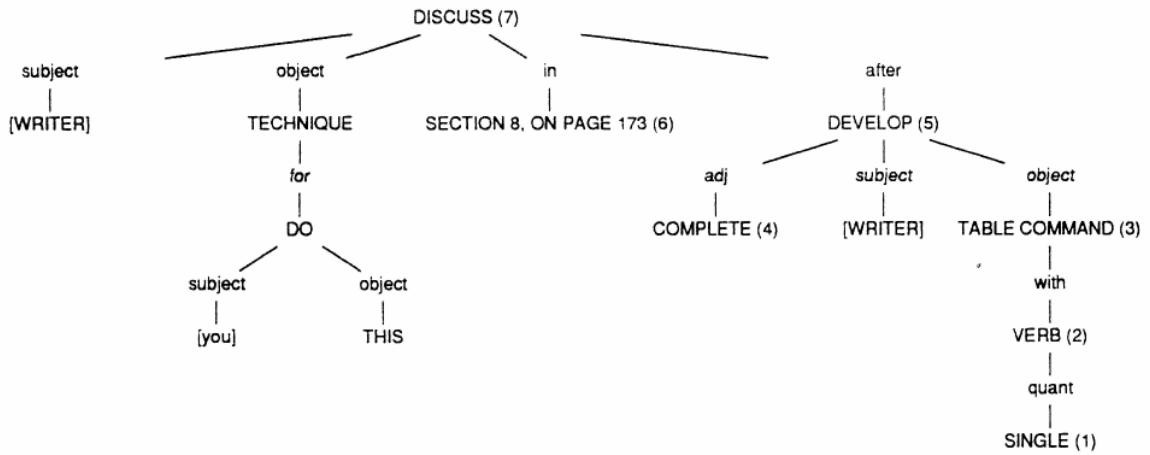 DISCUSS (7)
subject object in after
[WRITER] TECHNIQUE SECTION 8, ON PAGE 173 (6) DEVELOP (5)
for adj subject object
DO COMPLETE (4) [WRITER] TABLE COMMAND (3)
subject object with
[you] THIS VERB (2)
quant
SINGLE (1)